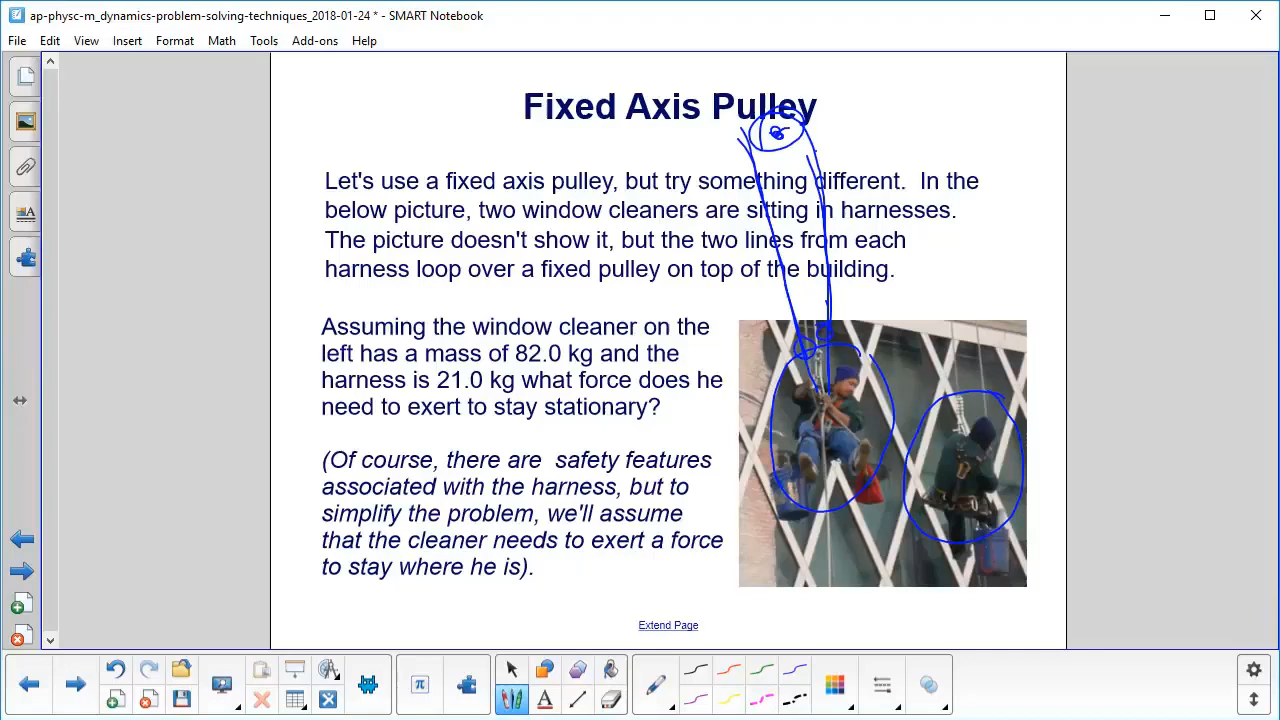 ap-physc-m_dynamics-problem-solving-techniques_2018-01-24 * - SMART Notebook
File Edit View Insert Format Math Tools Add-ons Help
Fixed Axis Pulley
Let's use a fixed axis pulley, but try something different. In the
below picture, two window cleaners are sitting in harnesses.
The picture doesn't show it, but the two lines from each
harness loop over a fixed pulley on top of the building.
Assuming the window cleaner on the
left has a mass of 82.0 kg and the
harness is 21.0 kg what force does he
need to exert to stay stationary?
(Of course, there are safety features
associated with the harness, but to
simplify the problem, we'll assume
that the cleaner needs to exert a force
to stay where he is).
Extend Page
π
A